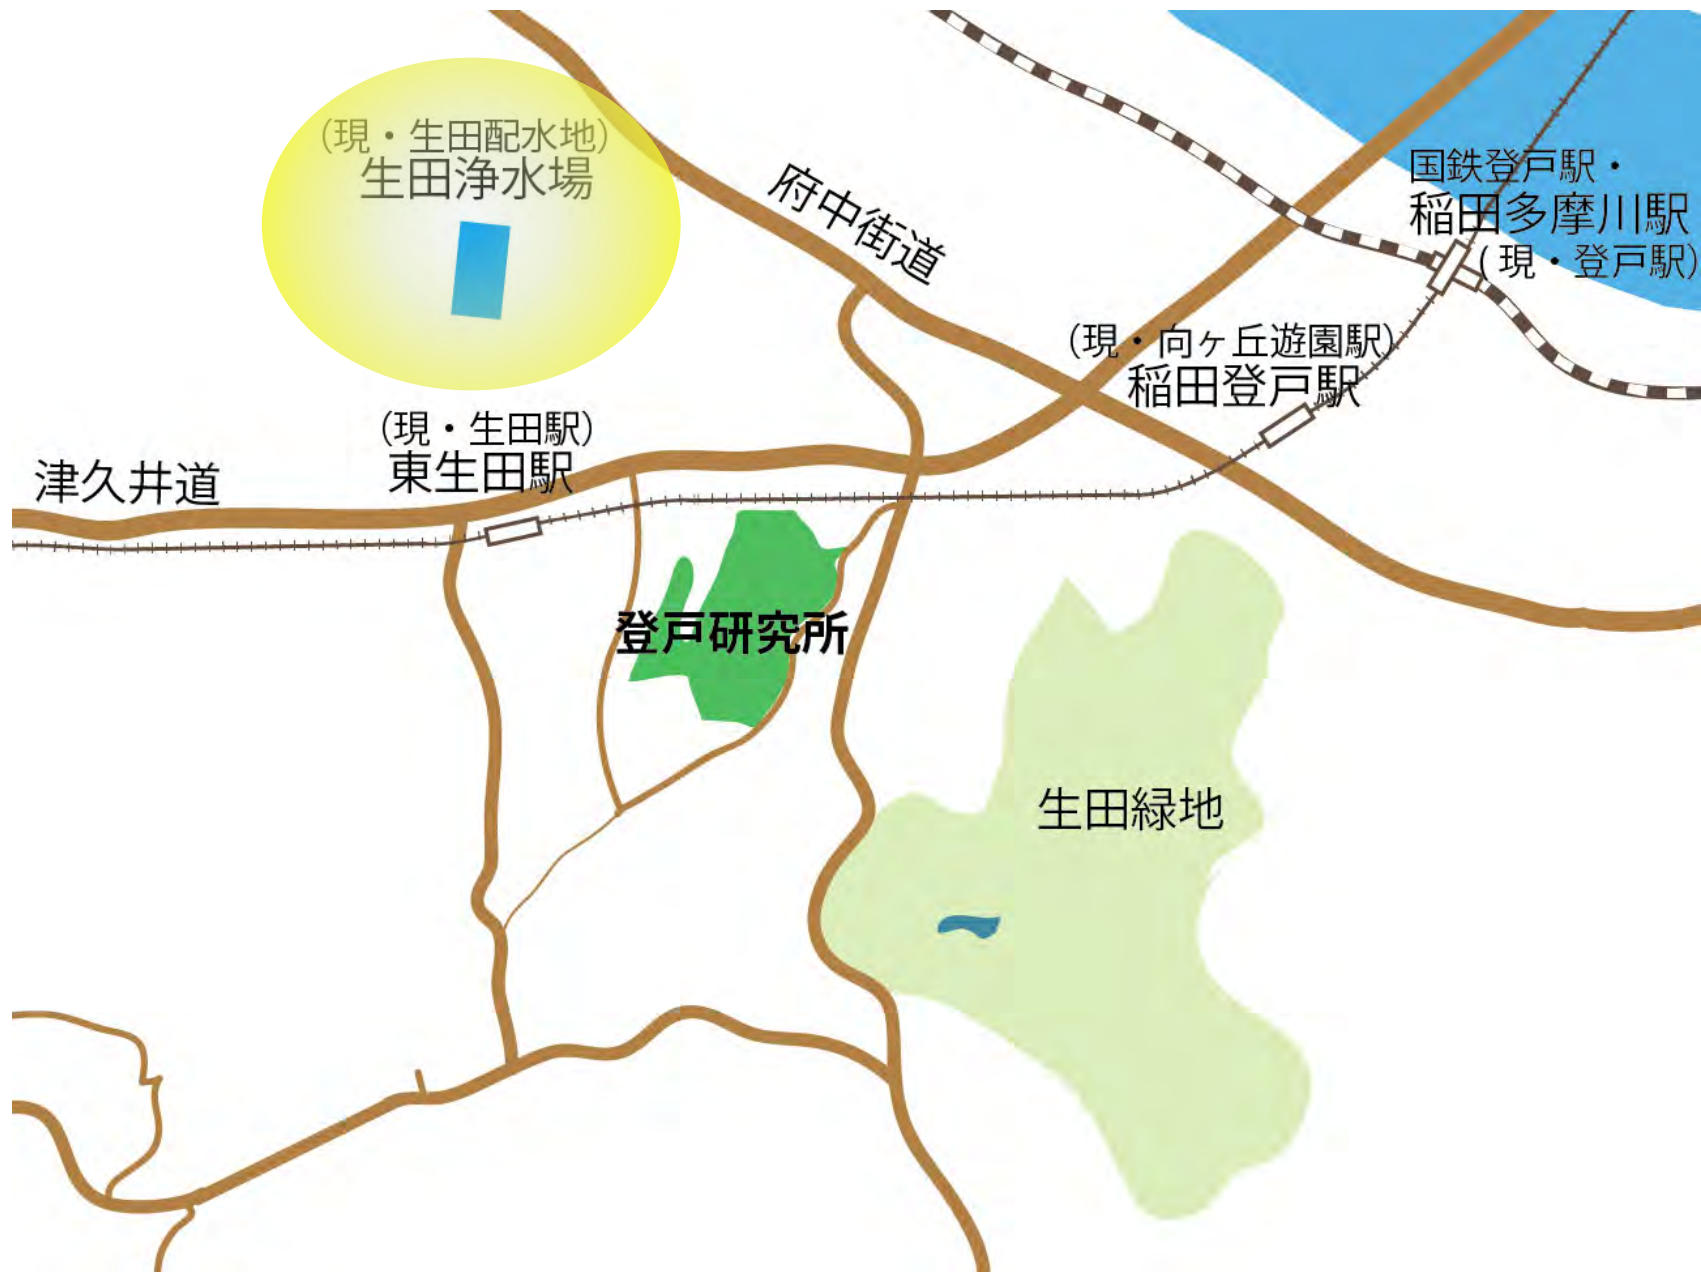 (現・生田配水地)
生田浄水場
府中街道
国鉄登戸駅・
稲田多摩川駅
(現・登戸駅)
(現・向ヶ丘遊園駅)
稲田登戸駅
(現・生田駅)
東生田駅
津久井道
登戸研究所
生田緑地